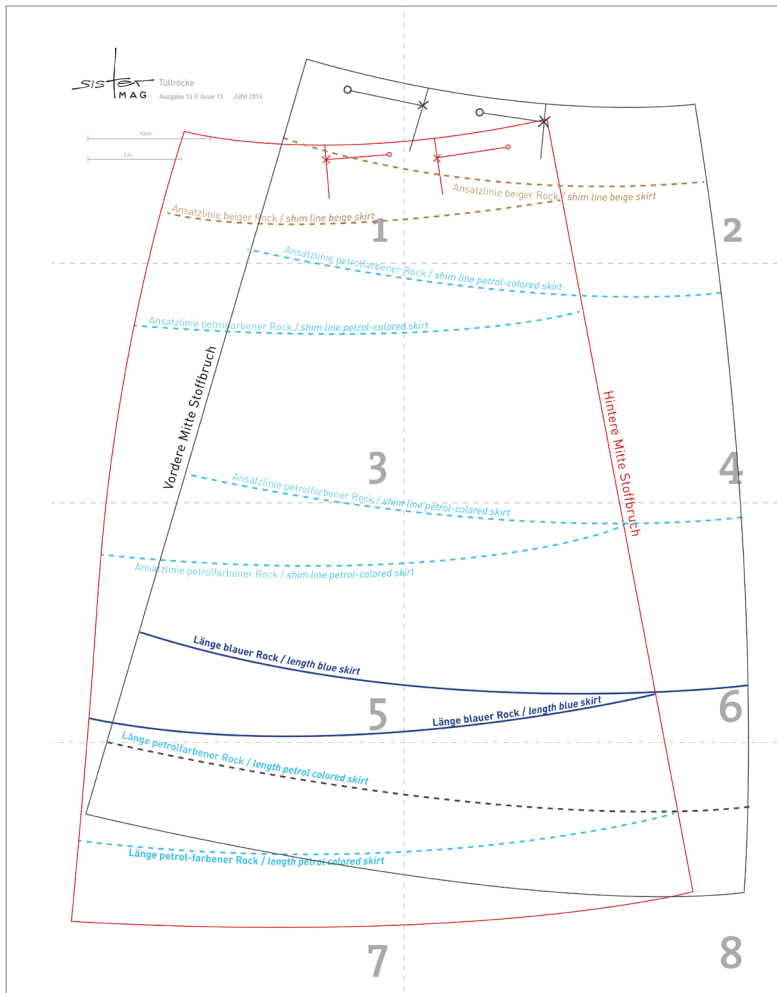 sisterMAG
Tüllröcke
Ausgabe 13 // Issue 13 JUNI 2014
10cm
2 in
Ansatzlinie beiger Rock / shim line beige skirt
Ansatzlinie beiger Rock / shim line beige skirt
1
2
Ansatzlinie petrolfarbener Rock / shim line petrol-colored skirt
Ansatzlinie petrolfarbener Rock / shim line petrol-colored skirt
Vordere Mitte Stoffbruch
Hintere Mitte Stoffbruch
3
4
Ansatzlinie petrolfarbener Rock / shim line petrol-colored skirt
Ansatzlinie petrolfarbener Rock / shim line petrol-colored skirt
Länge blauer Rock / length blue skirt
Länge blauer Rock / length blue skirt
5
6
Länge petrolfarbener Rock / length petrol colored skirt
Länge petrol-farbener Rock / length petrol colored skirt
7
8